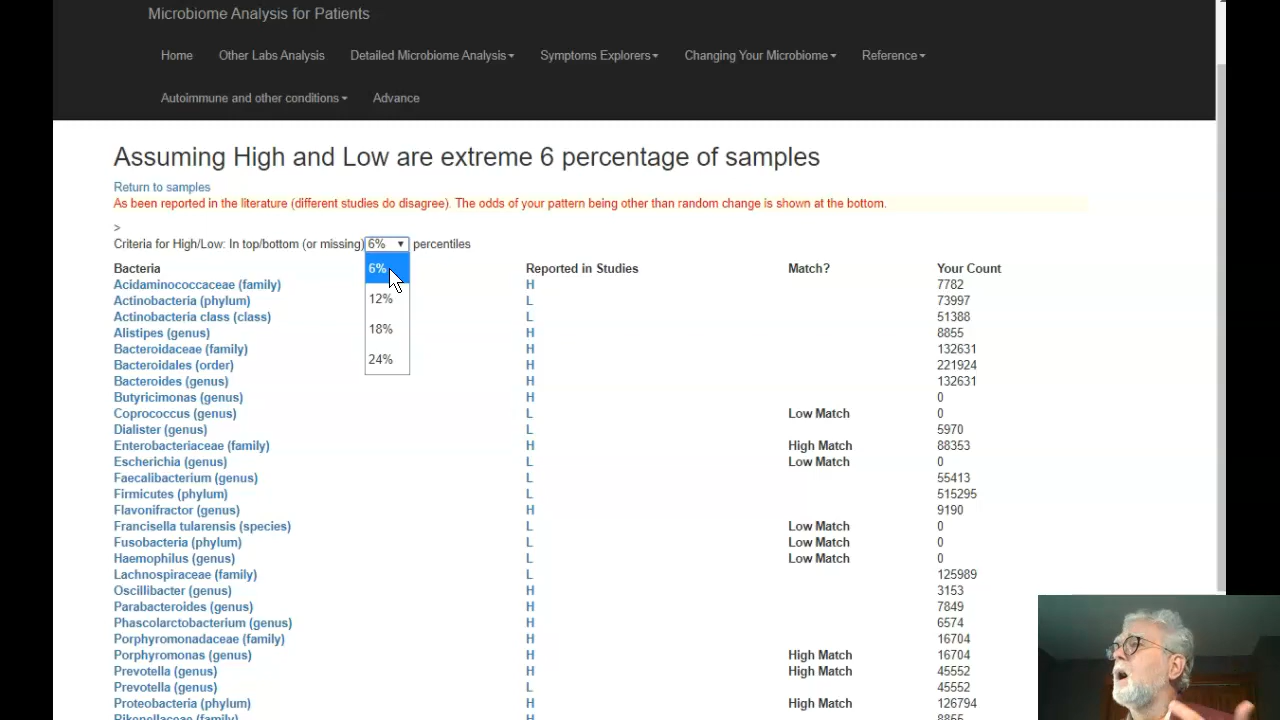 Microbiome Analysis for Patients
Home Other Labs Analysis Detailed Microbiome Analysis Symptoms Explorers Changing Your Microbiome Reference
Autoimmune and other conditions Advance
Assuming High and Low are extreme 6 percentage of samples
Return to samples
As been reported in the literature (different studies do disagree). The odds of your pattern being other than random change is shown at the bottom.
>
Criteria for High/Low: In top/bottom (or missing) 6% percentiles
6%
12%
18%
24%
Bacteria Reported in Studies Match? Your Count
Acidaminococcaceae (family) H 7782
Actinobacteria (phylum) L 73997
Actinobacteria class (class) L 51388
Alistipes (genus) H 8855
Bacteroidaceae (family) H 132631
Bacteroidales (order) H 221924
Bacteroides (genus) H 132631
Butyricimonas (genus) H 0
Coprococcus (genus) L Low Match 0
Dialister (genus) L 5970
Enterobacteriaceae (family) H High Match 88353
Escherichia (genus) L Low Match 0
Faecalibacterium (genus) L 55413
Firmicutes (phylum) L 515295
Flavonifractor (genus) H 9190
Francisella tularensis (species) L Low Match 0
Fusobacteria (phylum) L Low Match 0
Haemophilus (genus) L Low Match 0
Lachnospiraceae (family) L 125989
Oscillibacter (genus) H 3153
Parabacteroides (genus) H 7849
Phascolarctobacterium (genus) H 6574
Porphyromonadaceae (family) H 16704
Porphyromonas (genus) H High Match 16704
Prevotella (genus) H High Match 45552
Prevotella (genus) L 45552
Proteobacteria (phylum) H High Match 126794
Rikenellaceae (family) H 8855